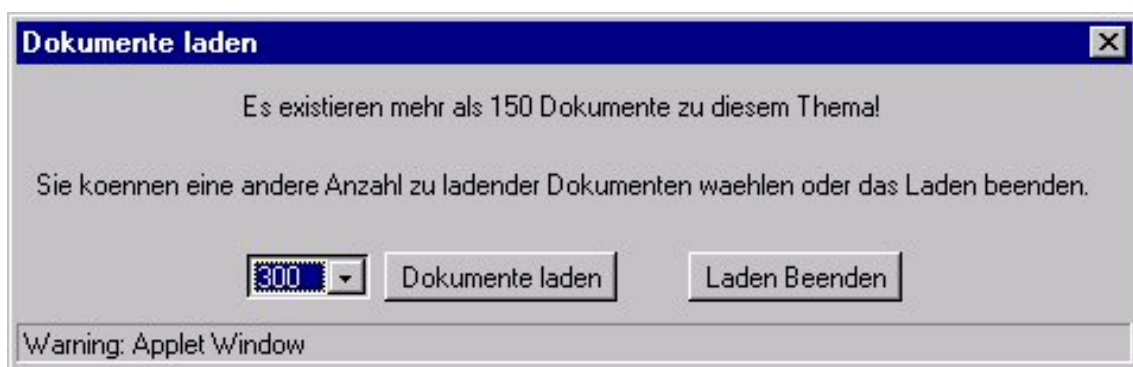 Dokumente laden
Es existieren mehr als 150 Dokumente zu diesem Thema!
Sie koennen eine andere Anzahl zu ladender Dokumenten waehlen oder das Laden beenden.
300 Dokumente laden Laden Beenden
Warning: Applet Window